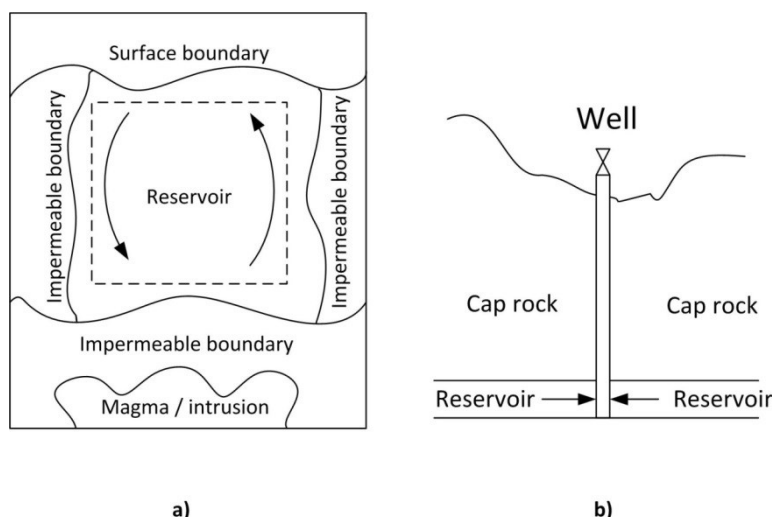 Surface boundary
Impermeable boundary
Reservoir
Impermeable boundary
Impermeable boundary
Magma / intrusion
a)
Well
Cap rock
Cap rock
Reservoir
Reservoir
b)